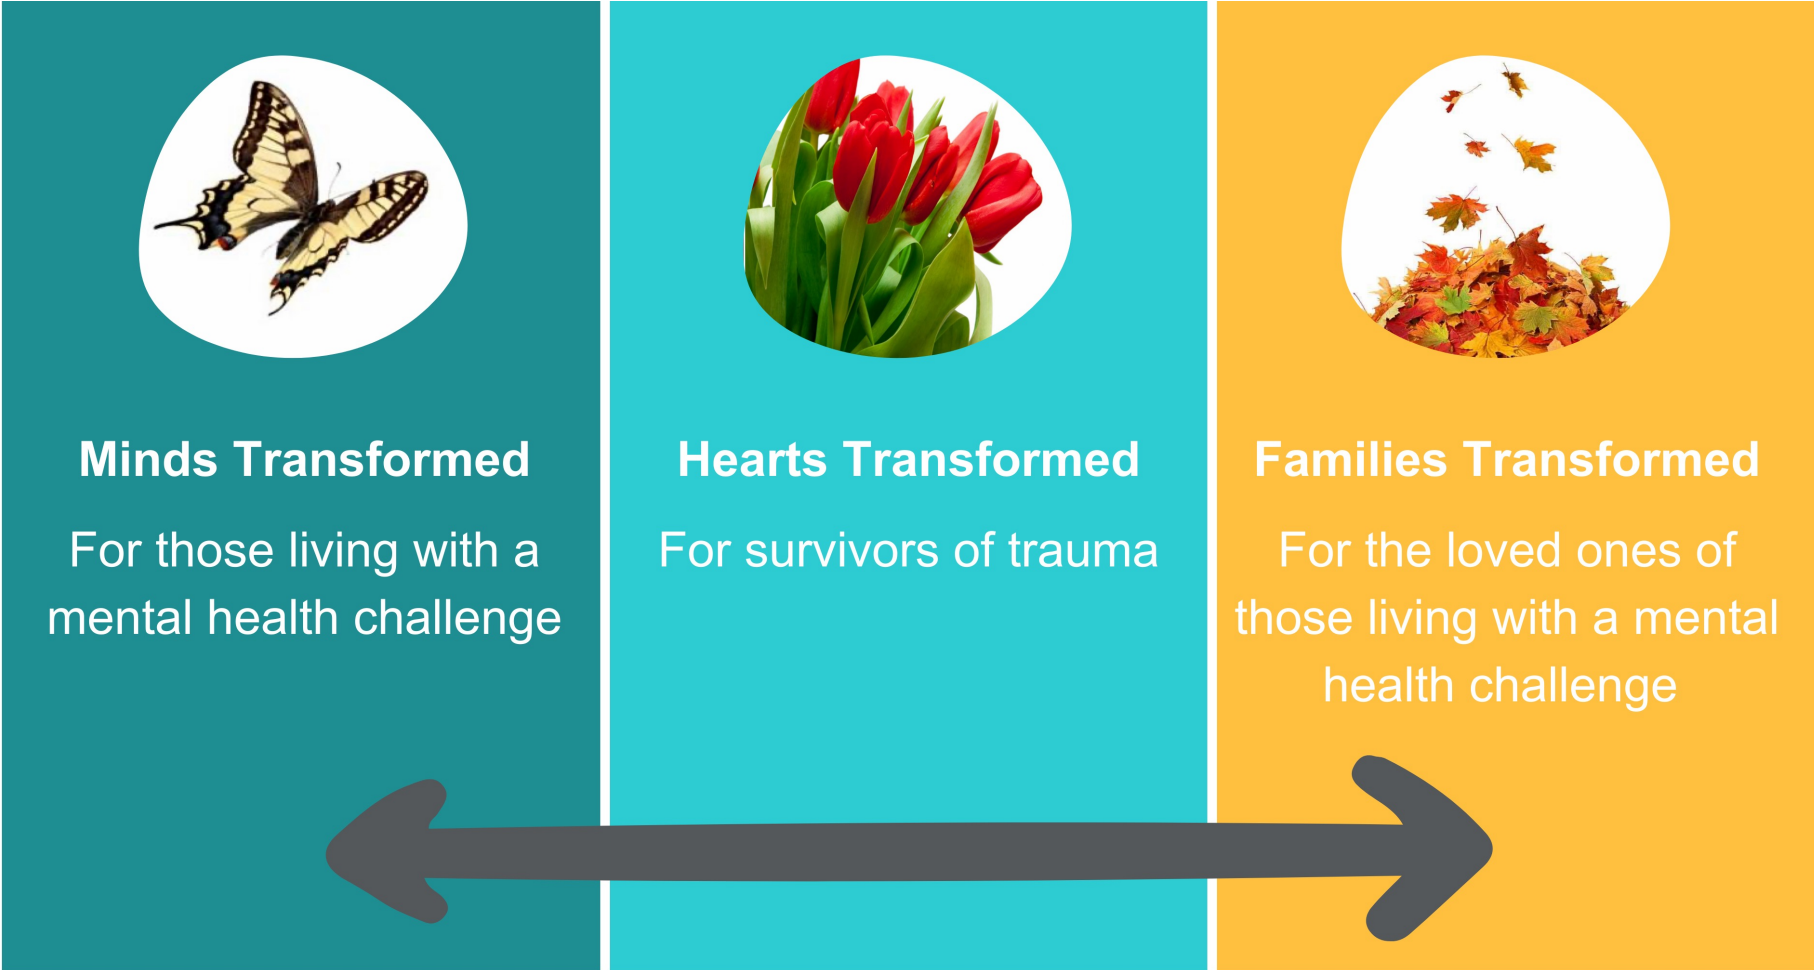 Minds Transformed
For those living with a
mental health challenge
Hearts Transformed
For survivors of trauma
Families Transformed
For the loved ones of
those living with a mental
health challenge